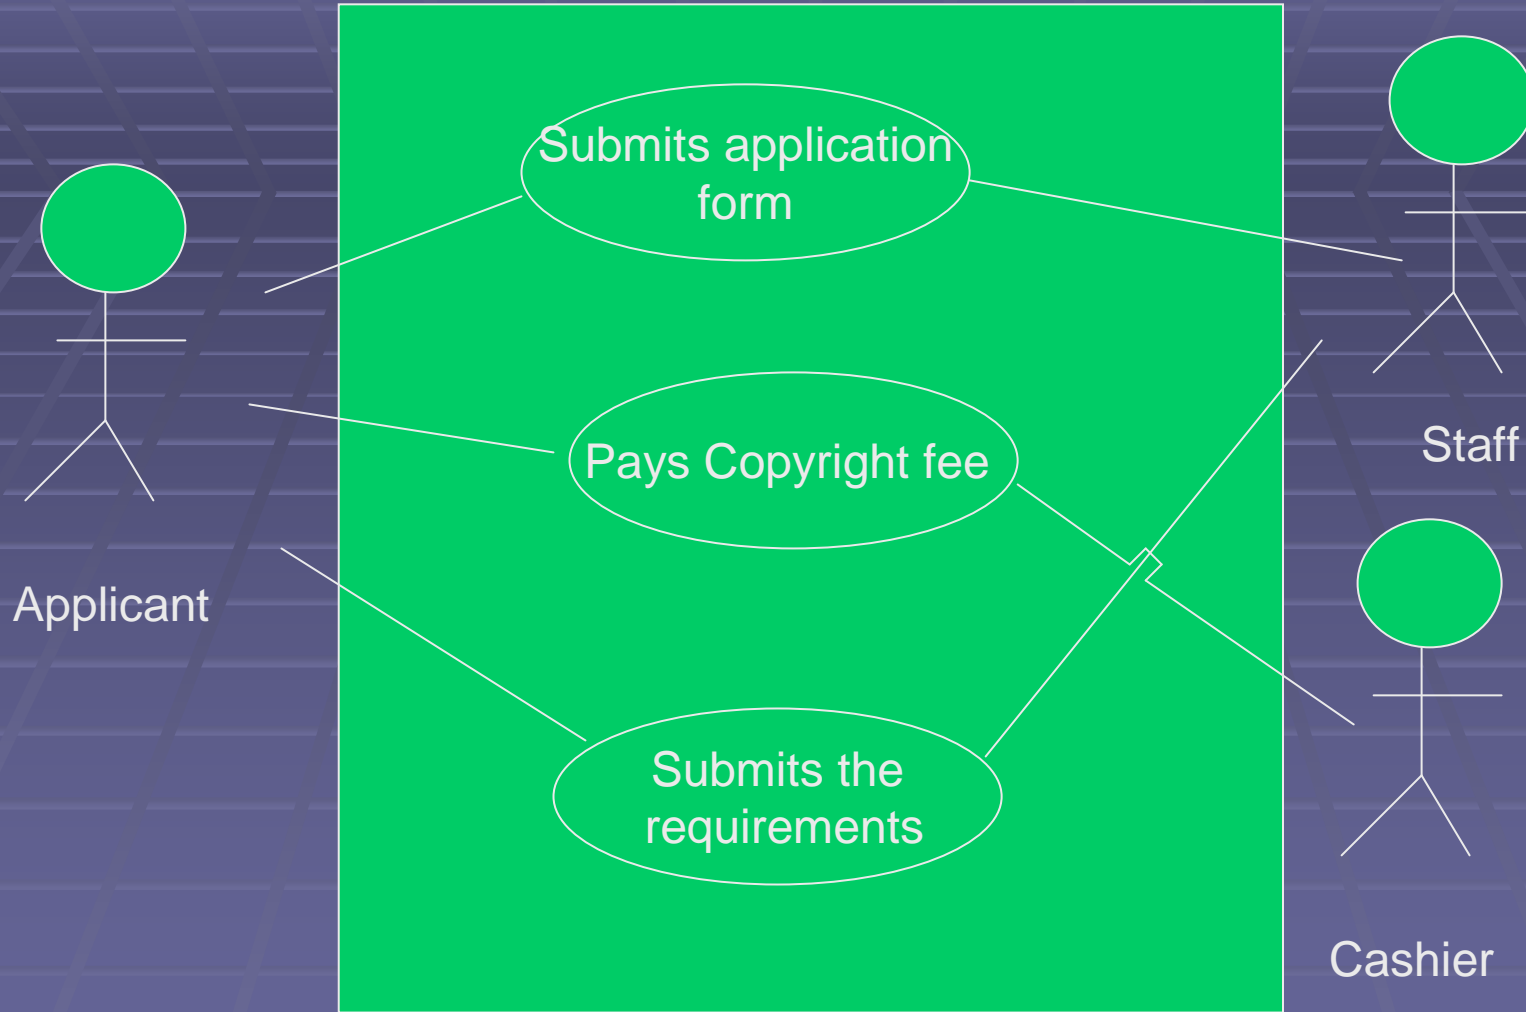 Submits application
form
Pays Copyright fee
Staff
Applicant
Submits the
requirements
Cashier